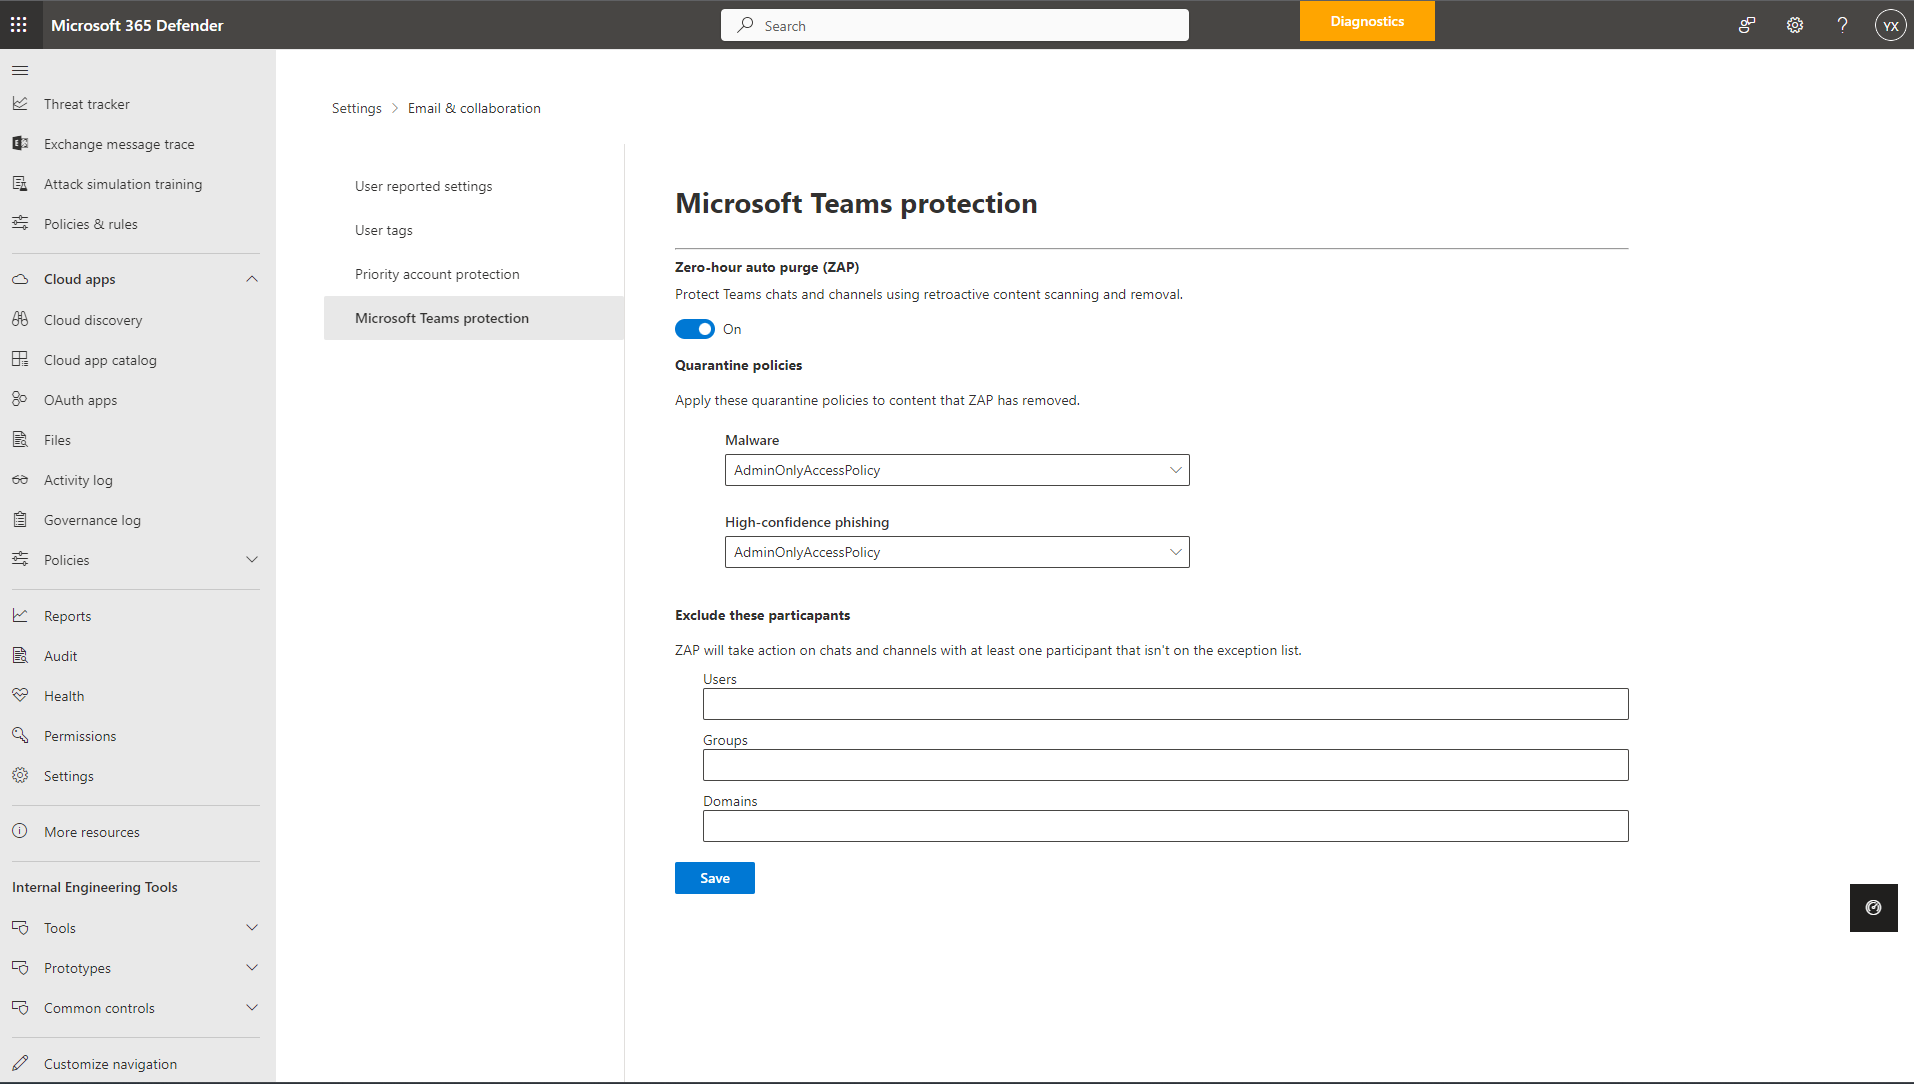 Microsoft 365 Defender
Search
Diagnostics
YX
Threat tracker
Exchange message trace
Attack simulation training
Policies & rules
Cloud apps
Cloud discovery
Cloud app catalog
OAuth apps
Files
Activity log
Governance log
Policies
Reports
Audit
Health
Permissions
Settings
More resources
Internal Engineering Tools
Tools
Prototypes
Common controls
Customize navigation
Settings > Email & collaboration
User reported settings
User tags
Priority account protection
Microsoft Teams protection
Microsoft Teams protection
Zero-hour auto purge (ZAP)
Protect Teams chats and channels using retroactive content scanning and removal.
On
Quarantine policies
Apply these quarantine policies to content that ZAP has removed.
Malware
AdminOnlyAccessPolicy
High-confidence phishing
AdminOnlyAccessPolicy
Exclude these particapants
ZAP will take action on chats and channels with at least one participant that isn't on the exception list.
Users
Groups
Domains
Save